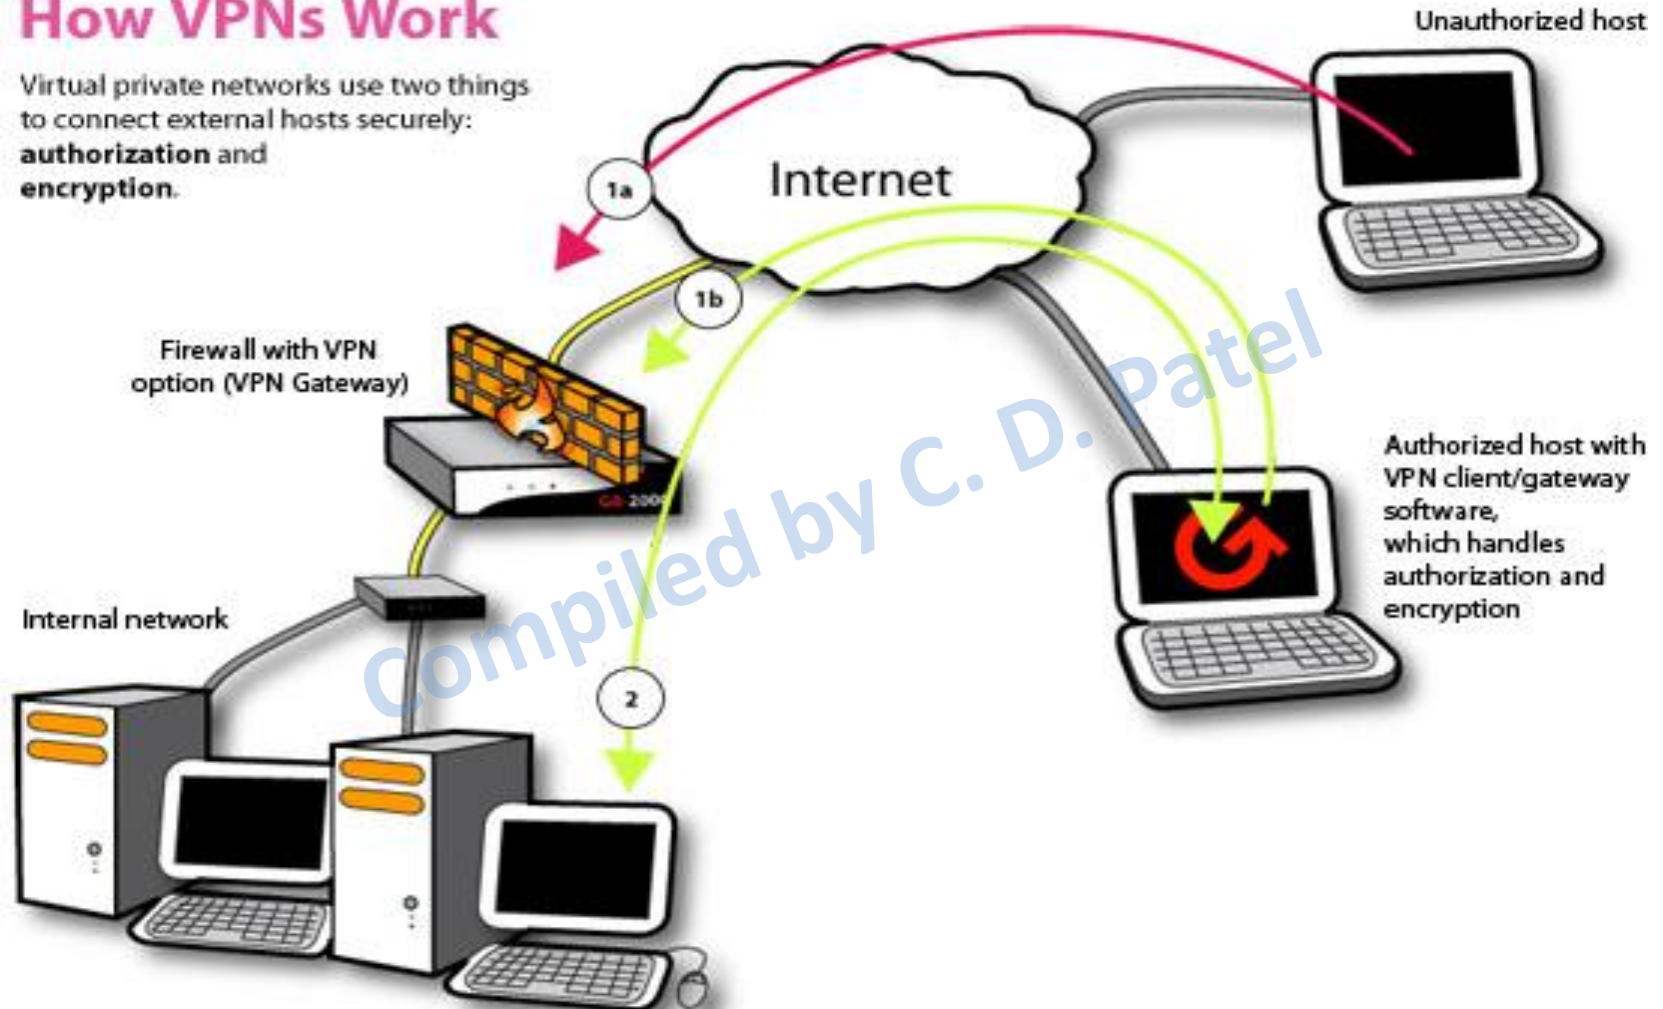 How VPNs Work
Virtual private networks use two things
to connect external hosts securely:
authorization and
encryption.
Unauthorized host
Internet
1a
1b
Firewall with VPN
option (VPN Gateway)
2000
Authorized host with
VPN client/gateway
software,
which handles
authorization and
encryption
Internal network
2
Compiled by C. D. Patel